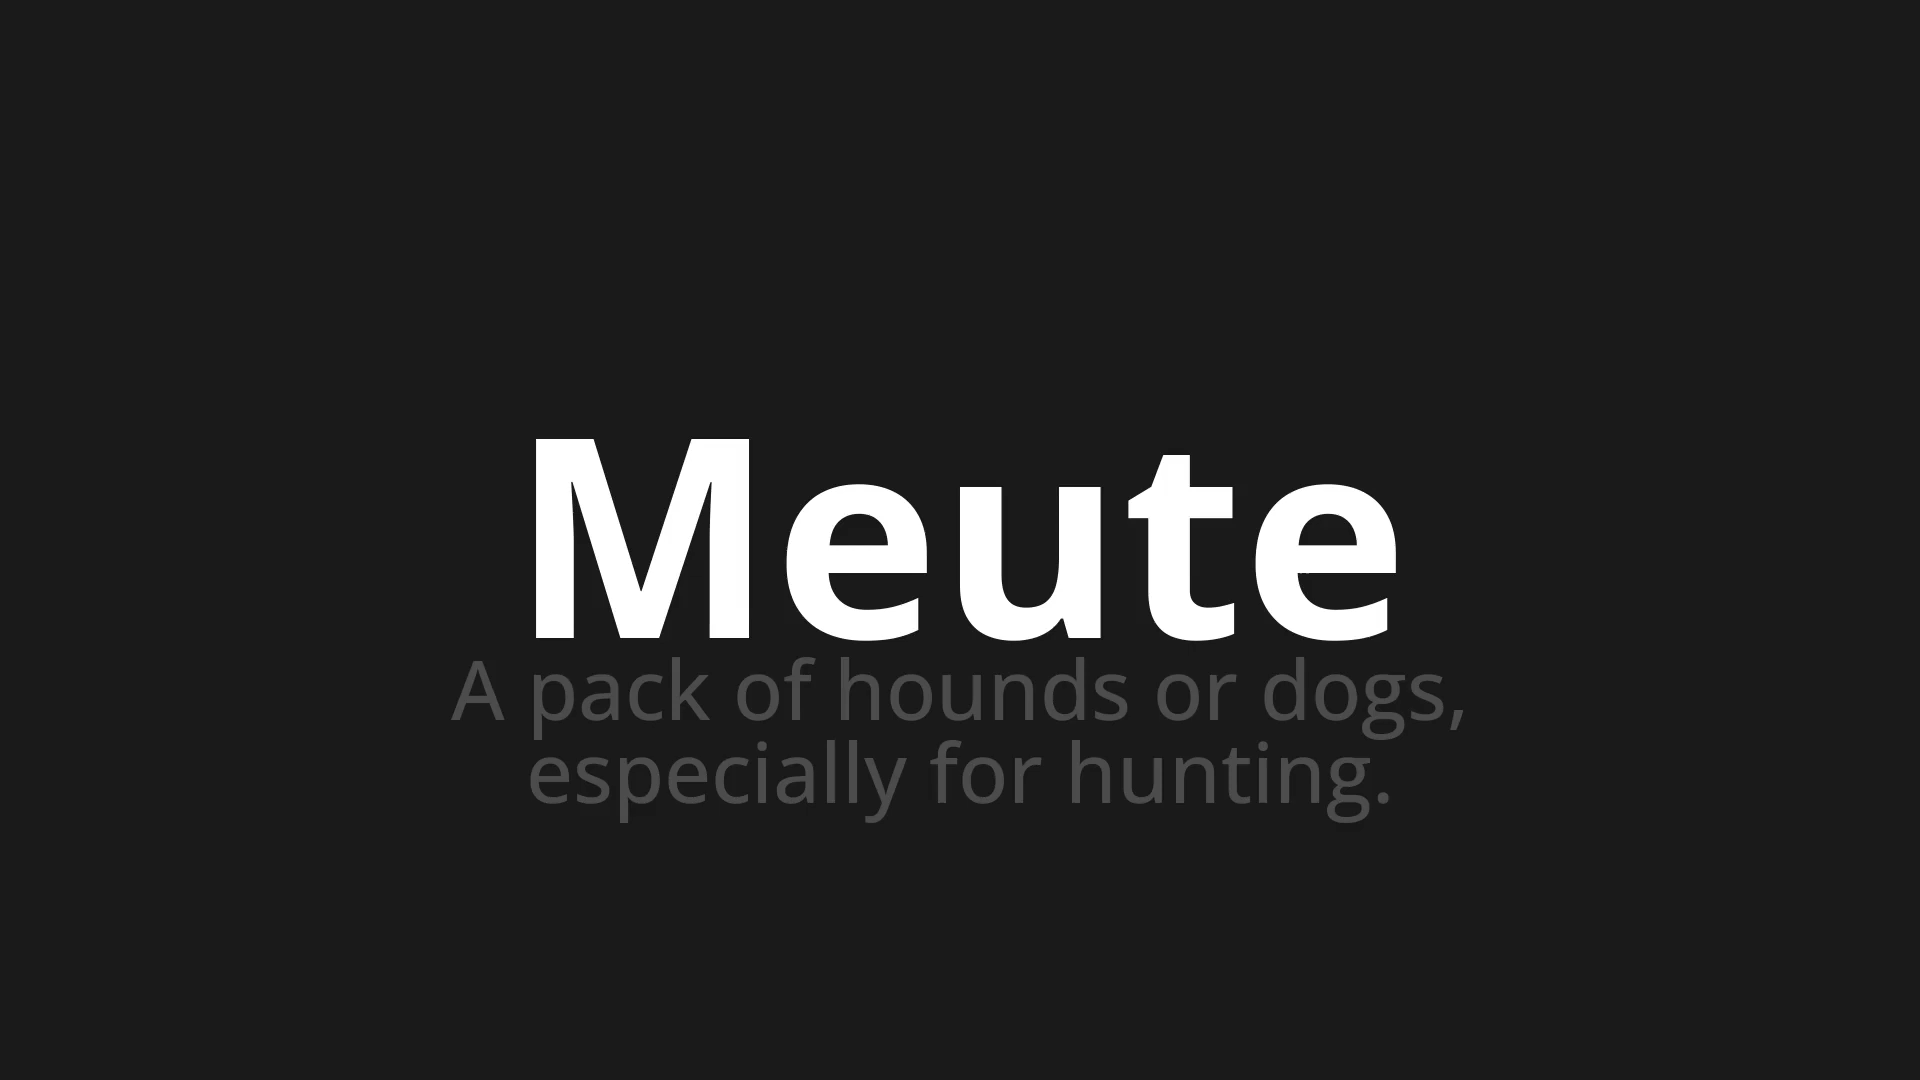 Meute
A pack of hounds or dogs,
especially for hunting.